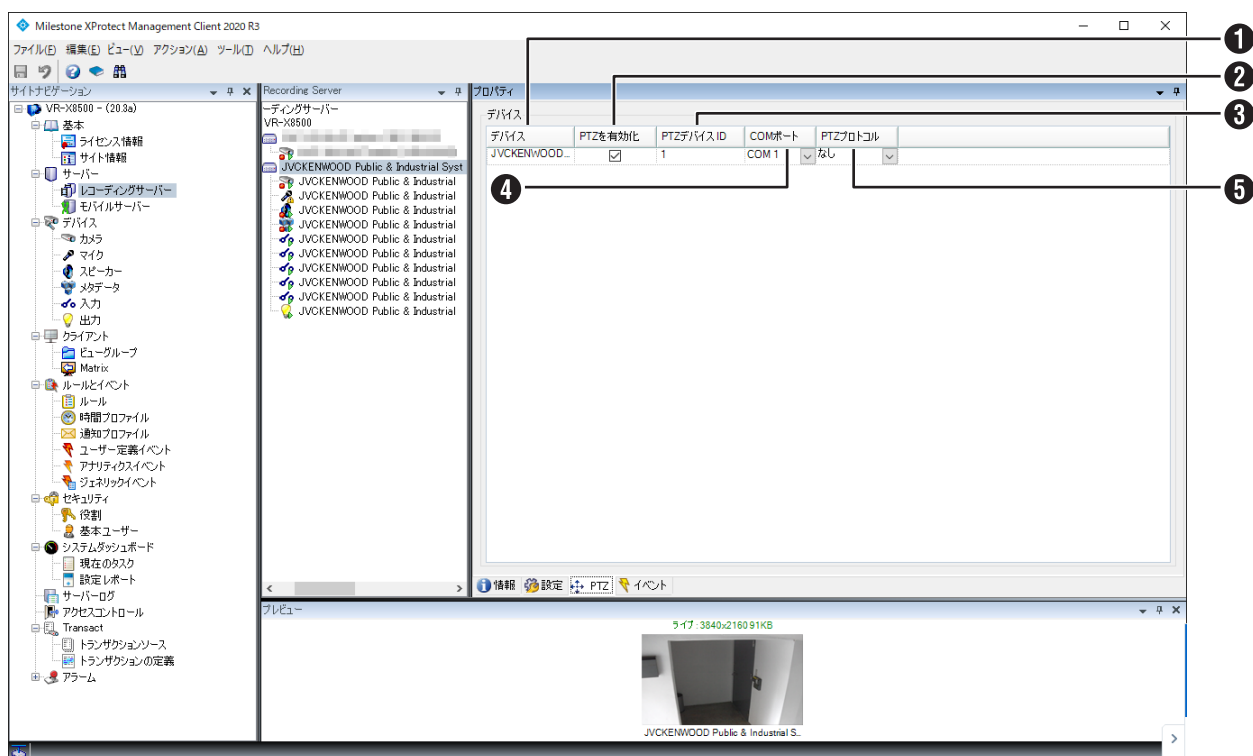 Milestone XProtect Management Client 2020 R3
ファイル(F) 編集(E) ビュー(V) アクション(A) ツール(T) ヘルプ(H)
サイトナビゲーション
VR-X8500 - (20.3a)
基本
ライセンス情報
サイト情報
サーバー
レコーディングサーバー
モバイルサーバー
デバイス
カメラ
マイク
スピーカー
メタデータ
入力
出力
クライアント
ビューグループ
Matrix
ルールとイベント
ルール
時間プロファイル
通知プロファイル
ユーザー定義イベント
アナリティクスイベント
ジェネリックイベント
セキュリティ
役割
基本ユーザー
システムダッシュボード
現在のタスク
設定レポート
サーバーログ
アクセスコントロール
Transact
トランザクションソース
トランザクションの定義
アラーム
Recording Server
ーディングサーバー
VR-X8500
JVCKENWOOD Public & Industrial Syst
JVCKENWOOD Public & Industrial
JVCKENWOOD Public & Industrial
JVCKENWOOD Public & Industrial
JVCKENWOOD Public & Industrial
JVCKENWOOD Public & Industrial
JVCKENWOOD Public & Industrial
JVCKENWOOD Public & Industrial
JVCKENWOOD Public & Industrial
JVCKENWOOD Public & Industrial
JVCKENWOOD Public & Industrial
プロパティ
デバイス
デバイス PTZを有効化 PTZデバイス ID COMポート PTZプロトコル
JVCKENWOOD... 1 COM 1 なし
1
2
3
4
5
情報 設定 PTZ イベント
プレビュー
ライブ : 3840x2160 91KB
JVCKENWOOD Public & Industrial S...